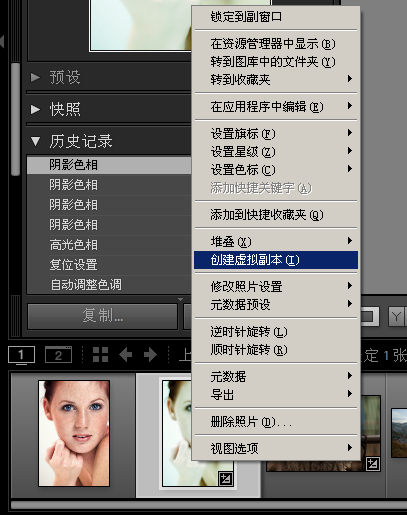 锁定到副窗口
在资源管理器中显示(R)
转到图库中的文件夹(Y)
转到收藏夹
在应用程序中编辑(E)
设置旗标(F)
设置星级(Z)
设置色标(C)
添加快捷关键字(A)
添加到快捷收藏夹(Q)
堆叠(X)
创建虚拟副本(I)
修改照片设置
元数据预设
逆时针旋转(L)
顺时针旋转(R)
元数据
导出
删除照片(D)...
视图选项
预设
快照
历史记录
阴影色相
阴影色相
阴影色相
阴影色相
高光色相
复位设置
自动调整色调
复制...
Y
1 2 上
定 1 张